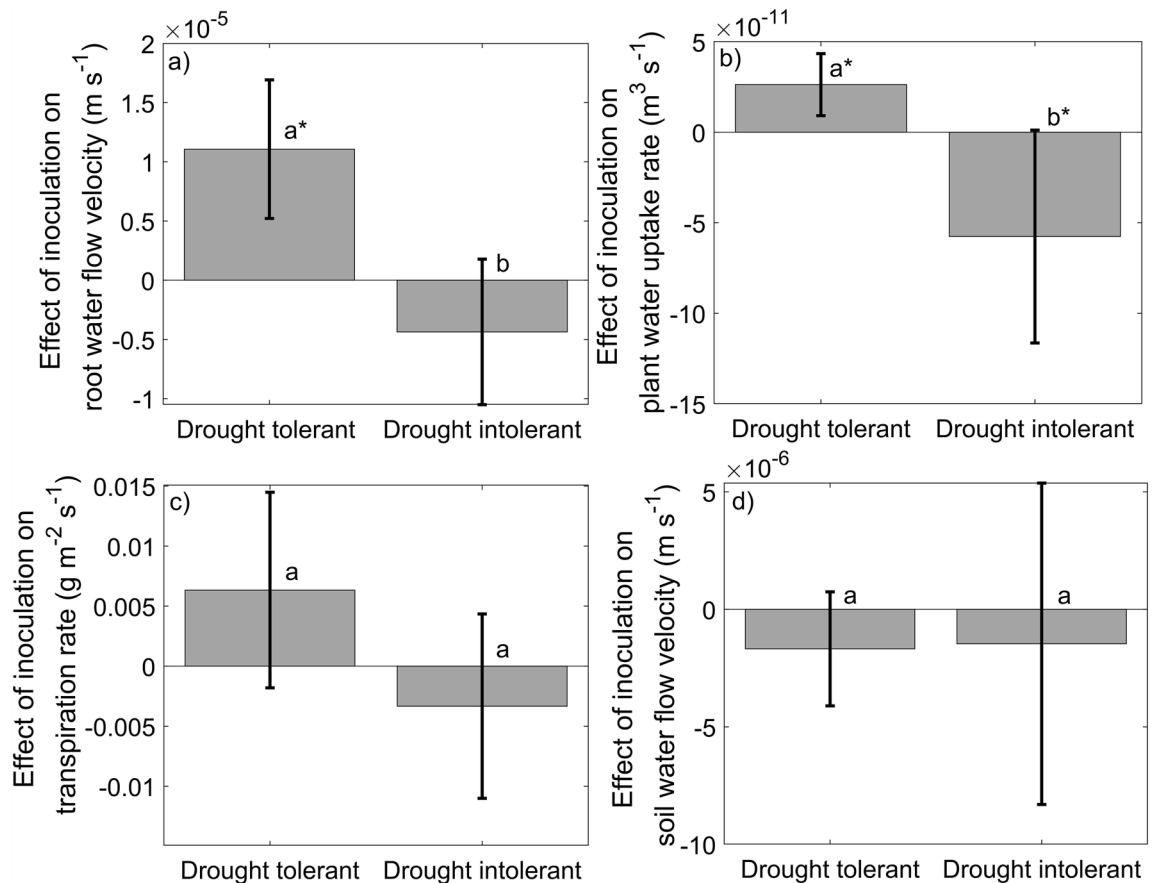 ×10⁻⁵
a)
Effect of inoculation on
root water flow velocity (m s⁻¹)
2
1.5
1
0.5
0
-0.5
-1
a*
b
Drought tolerant
Drought intolerant
×10⁻¹¹
b)
Effect of inoculation on
plant water uptake rate (m³ s⁻¹)
5
0
-5
-10
-15
a*
b*
Drought tolerant
Drought intolerant
c)
Effect of inoculation on
transpiration rate (g m⁻² s⁻¹)
0.015
0.01
0.005
0
-0.005
-0.01
a
a
Drought tolerant
Drought intolerant
×10⁻⁶
d)
Effect of inoculation on
soil water flow velocity (m s⁻¹)
5
0
-5
-10
a
a
Drought tolerant
Drought intolerant